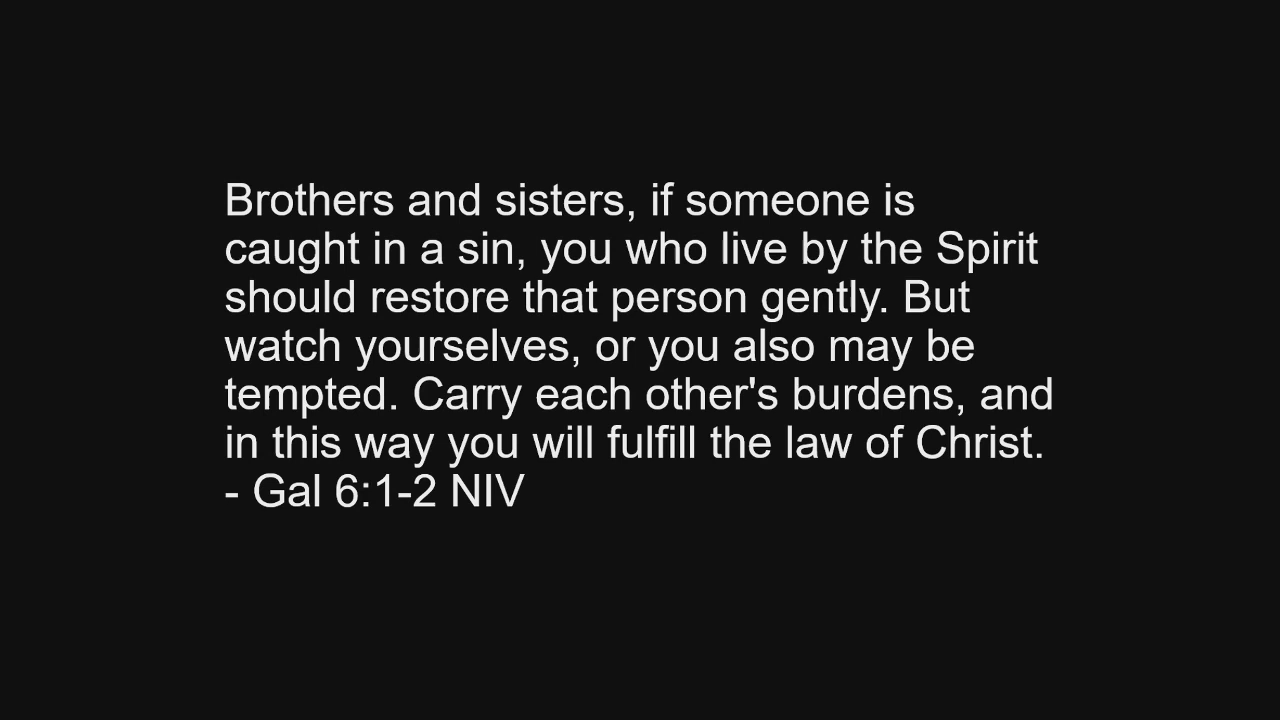 Brothers and sisters, if someone is
caught in a sin, you who live by the Spirit
should restore that person gently. But
watch yourselves, or you also may be
tempted. Carry each other's burdens, and
in this way you will fulfill the law of Christ.
- Gal 6:1-2 NIV